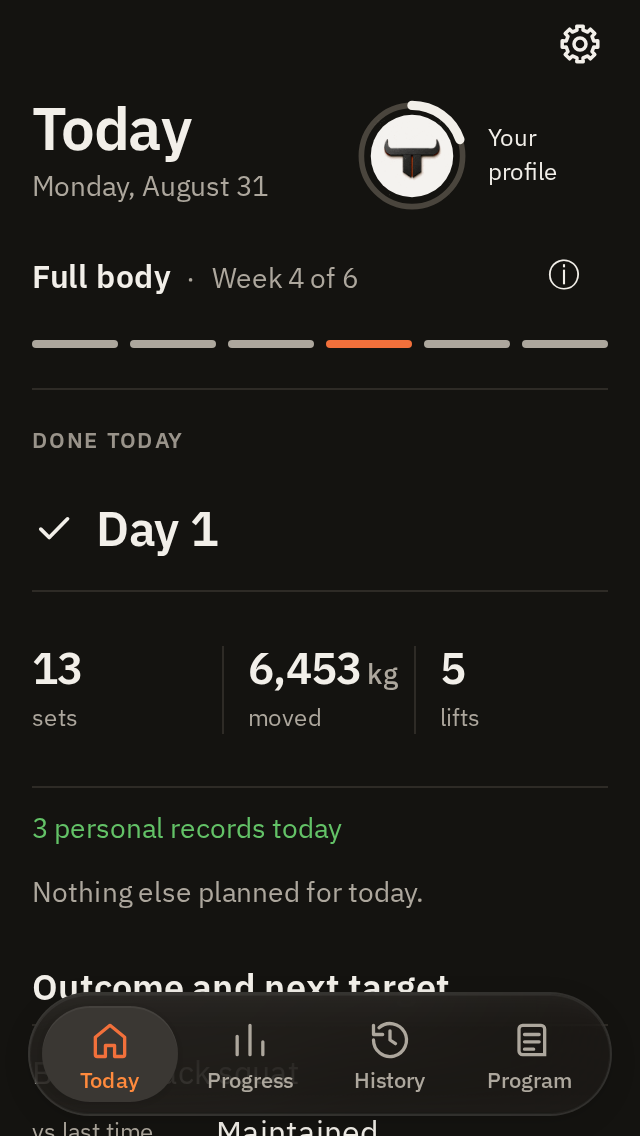 Today
Monday, August 31
Your
profile
Full body · Week 4 of 6
DONE TODAY
Day 1
13
sets
6,453 kg
moved
5
lifts
3 personal records today
Nothing else planned for today.
Outcome and next target
squat
Today
Progress
History
Program
vs last time
Maintained